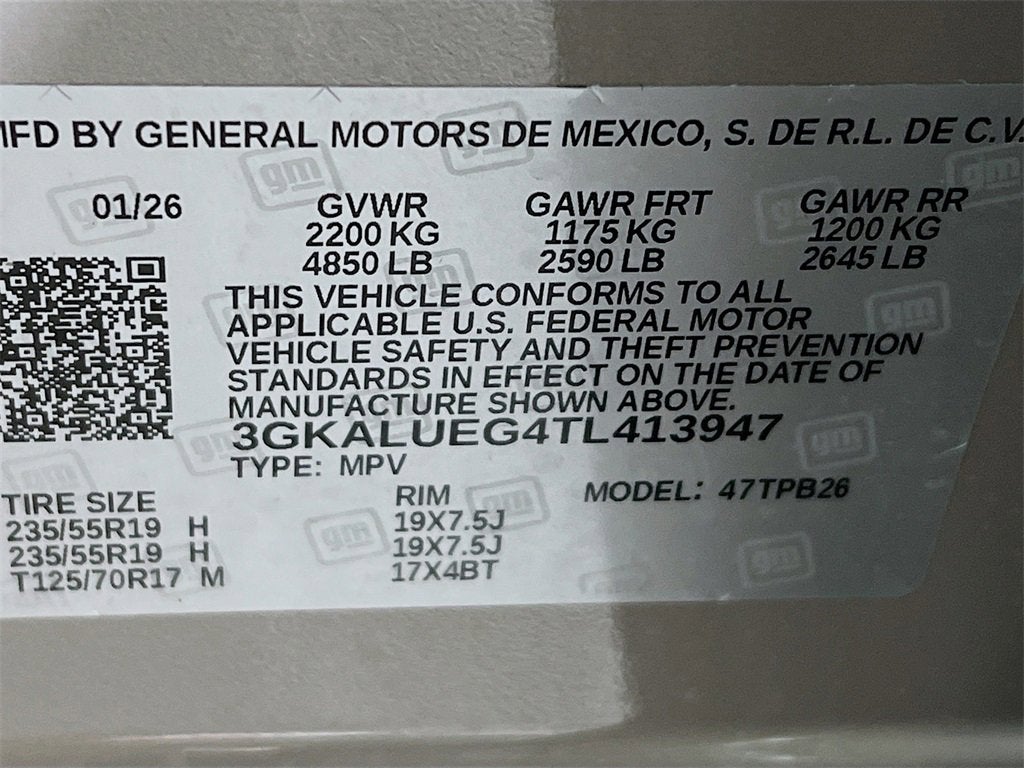 MFD BY GENERAL MOTORS DE MEXICO, S. DE R.L. DE C.V.
01/26 GVWR GAWR FRT GAWR RR
2200 KG 1175 KG 1200 KG
4850 LB 2590 LB 2645 LB
THIS VEHICLE CONFORMS TO ALL
APPLICABLE U.S. FEDERAL MOTOR
VEHICLE SAFETY AND THEFT PREVENTION
STANDARDS IN EFFECT ON THE DATE OF
MANUFACTURE SHOWN ABOVE.
3GKALUEG4TL413947
TYPE: MPV
TIRE SIZE RIM MODEL: 47TPB26
235/55R19 H 19X7.5J
235/55R19 H 19X7.5J
T125/70R17 M 17X4BT